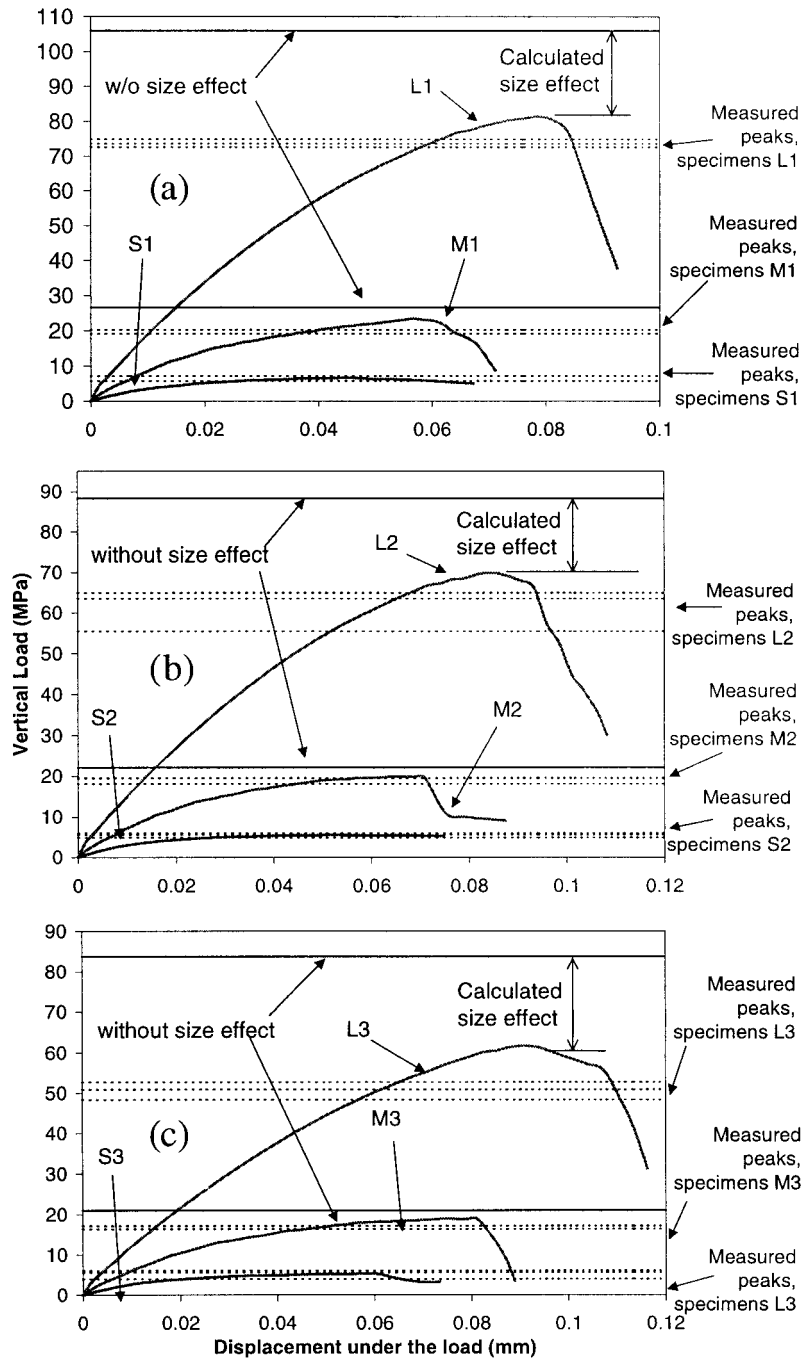 110
100
90
80
70
60
50
40
30
20
10
0
w/o size effect
L1
Calculated
size effect
(a)
S1
M1
Measured
peaks,
specimens L1
Measured
peaks,
specimens M1
Measured
peaks,
specimens S1
0 0.02 0.04 0.06 0.08 0.1
90
80
70
60
50
40
30
20
10
0
Vertical Load (MPa)
without size effect
L2
Calculated
size effect
(b)
S2
M2
Measured
peaks,
specimens L2
Measured
peaks,
specimens M2
Measured
peaks,
specimens S2
0 0.02 0.04 0.06 0.08 0.1 0.12
90
80
70
60
50
40
30
20
10
0
without size effect
L3
Calculated
size effect
(c)
S3
M3
Measured
peaks,
specimens L3
Measured
peaks,
specimens M3
Measured
peaks,
specimens L3
0 0.02 0.04 0.06 0.08 0.1 0.12
Displacement under the load (mm)